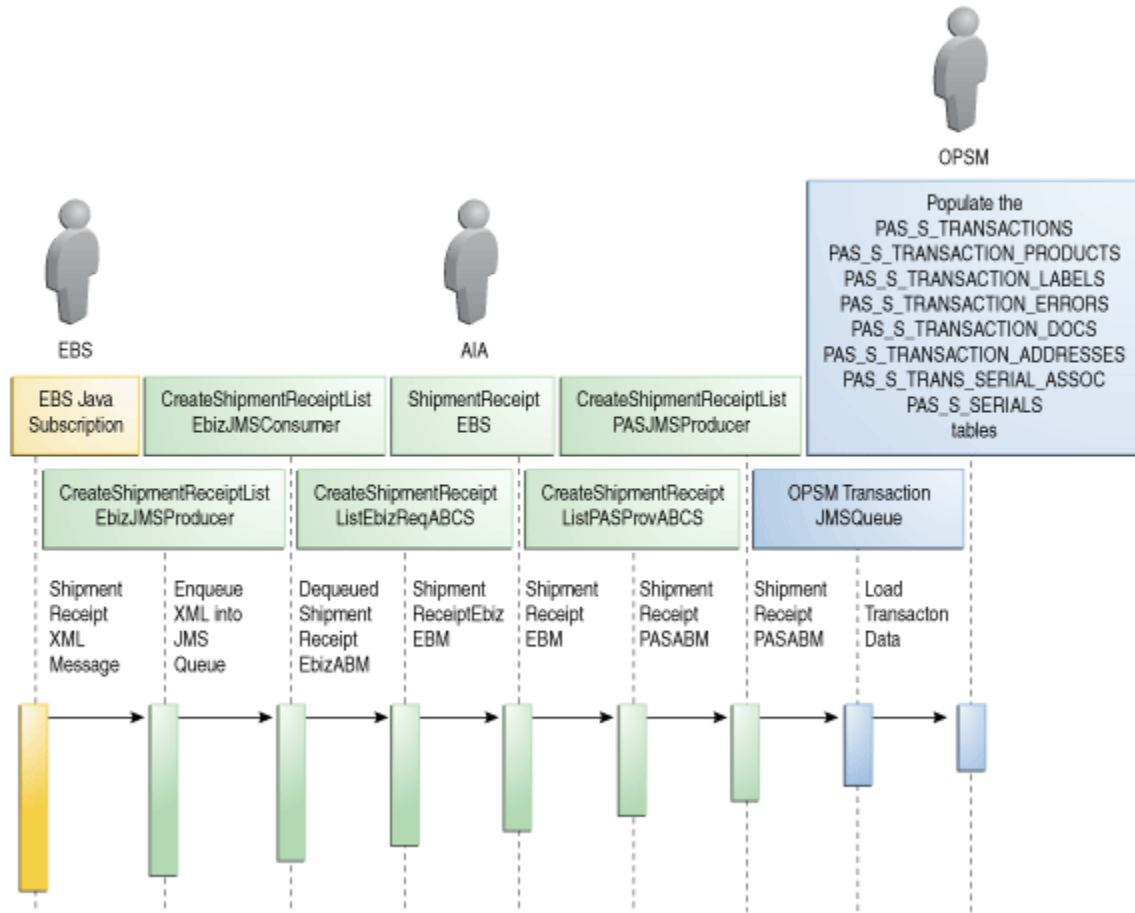 OPSM
Populate the
PAS_S_TRANSACTIONS
PAS_S_TRANSACTION_PRODUCTS
PAS_S_TRANSACTION_LABELS
PAS_S_TRANSACTION_ERRORS
PAS_S_TRANSACTION_DOCS
PAS_S_TRANSACTION_ADDRESSES
PAS_S_TRANS_SERIAL_ASSOC
PAS_S_SERIALS
tables
EBS
AIA
EBS Java
Subscription
CreateShipmentReceiptList
EbizJMSConsumer
ShipmentReceipt
EBS
CreateShipmentReceiptList
PASJMSProducer
CreateShipmentReceiptList
EbizJMSProducer
CreateShipmentReceipt
ListEbizReqABCS
CreateShipmentReceipt
ListPASProvABCS
OPSM Transaction
JMSQueue
Shipment
Receipt
XML
Message
Enqueue
XML into
JMS
Queue
Dequeued
Shipment
Receipt
EbizABM
Shipment
ReceiptEbiz
EBM
Shipment
Receipt
EBM
Shipment
Receipt
PASABM
Shipment
Receipt
PASABM
Load
Transacton
Data